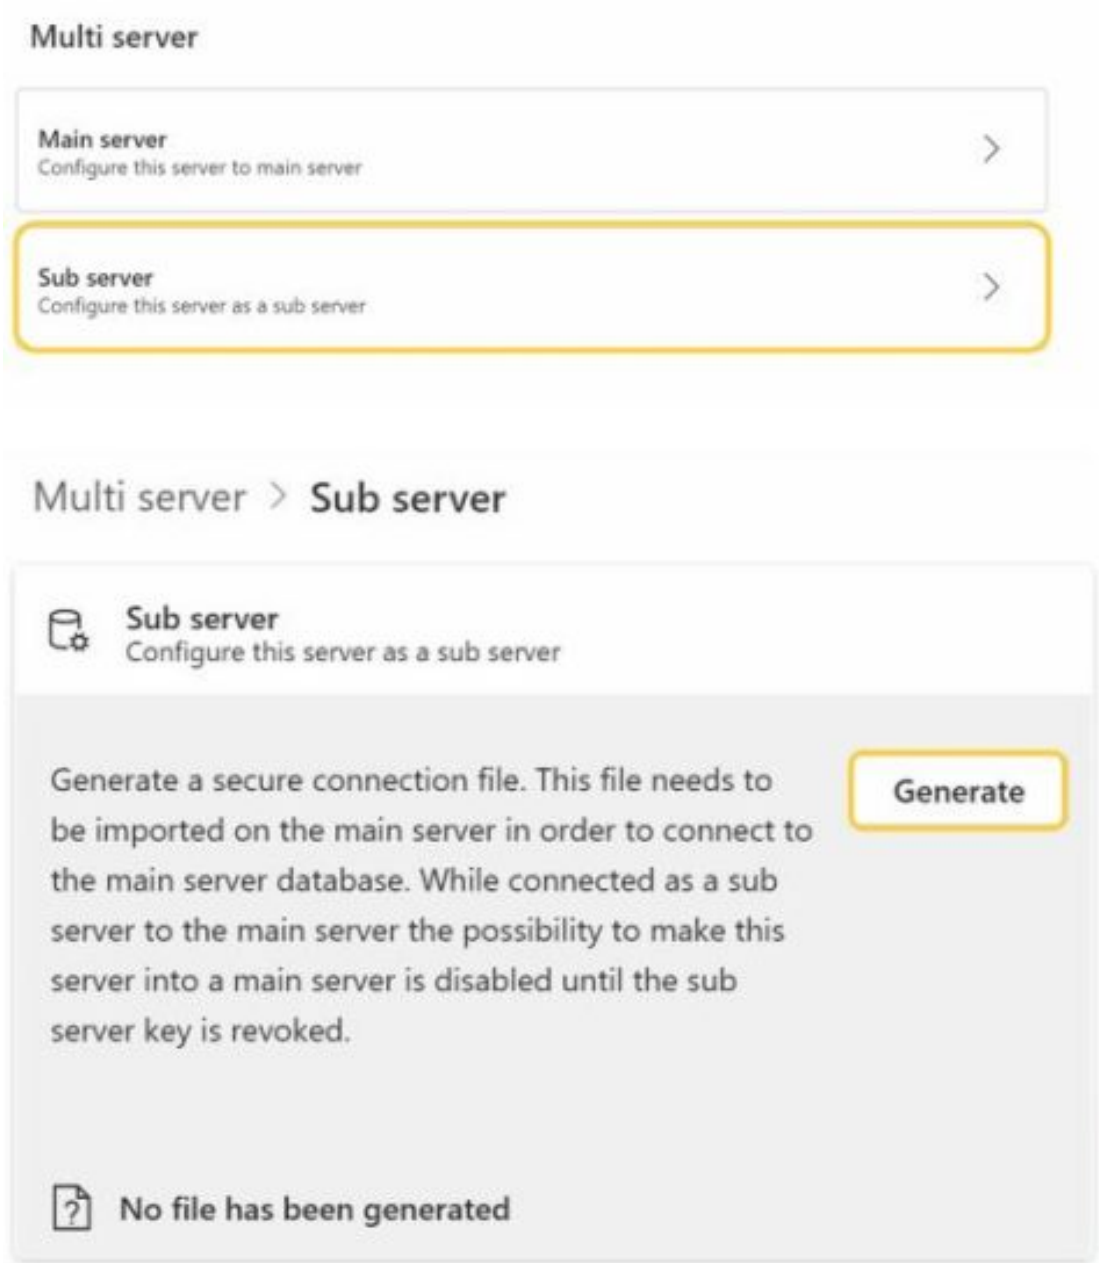 Multi server
Main server
Configure this server to main server
Sub server
Configure this server as a sub server
Multi server > Sub server
Sub server
Configure this server as a sub server
Generate a secure connection file. This file needs to
be imported on the main server in order to connect to
the main server database. While connected as a sub
server to the main server the possibility to make this
server into a main server is disabled until the sub
server key is revoked.
Generate
No file has been generated